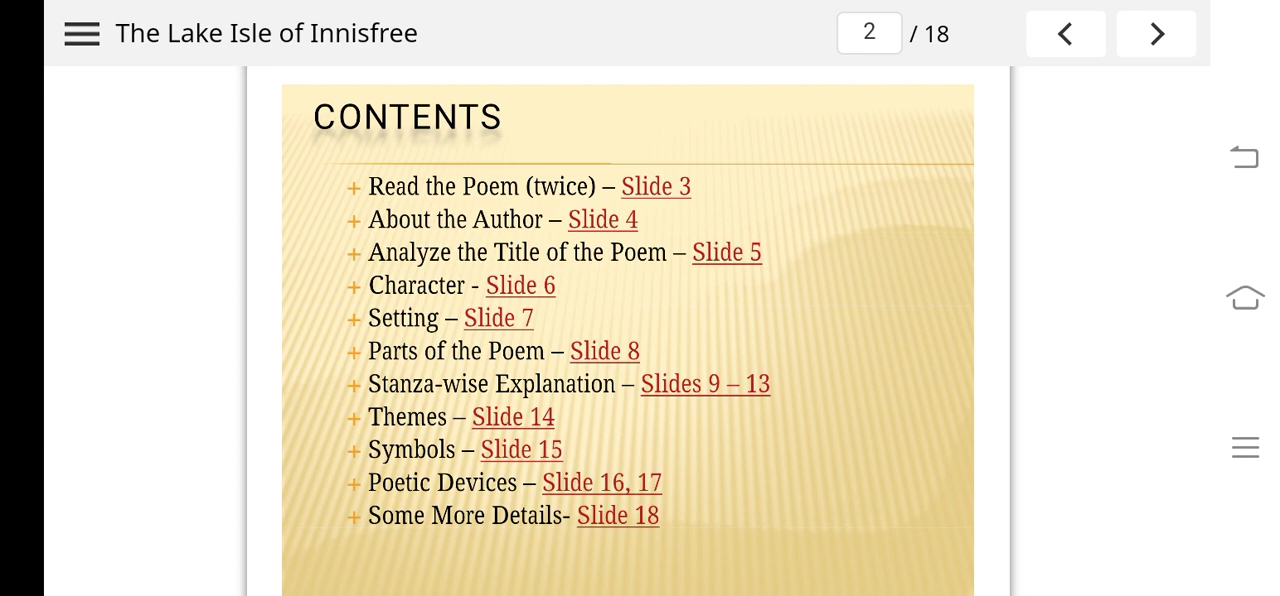 The Lake Isle of Innisfree
2 / 18
CONTENTS
Read the Poem (twice) – Slide 3
About the Author – Slide 4
Analyze the Title of the Poem – Slide 5
Character - Slide 6
Setting – Slide 7
Parts of the Poem – Slide 8
Stanza-wise Explanation – Slides 9 – 13
Themes – Slide 14
Symbols – Slide 15
Poetic Devices – Slide 16, 17
Some More Details- Slide 18